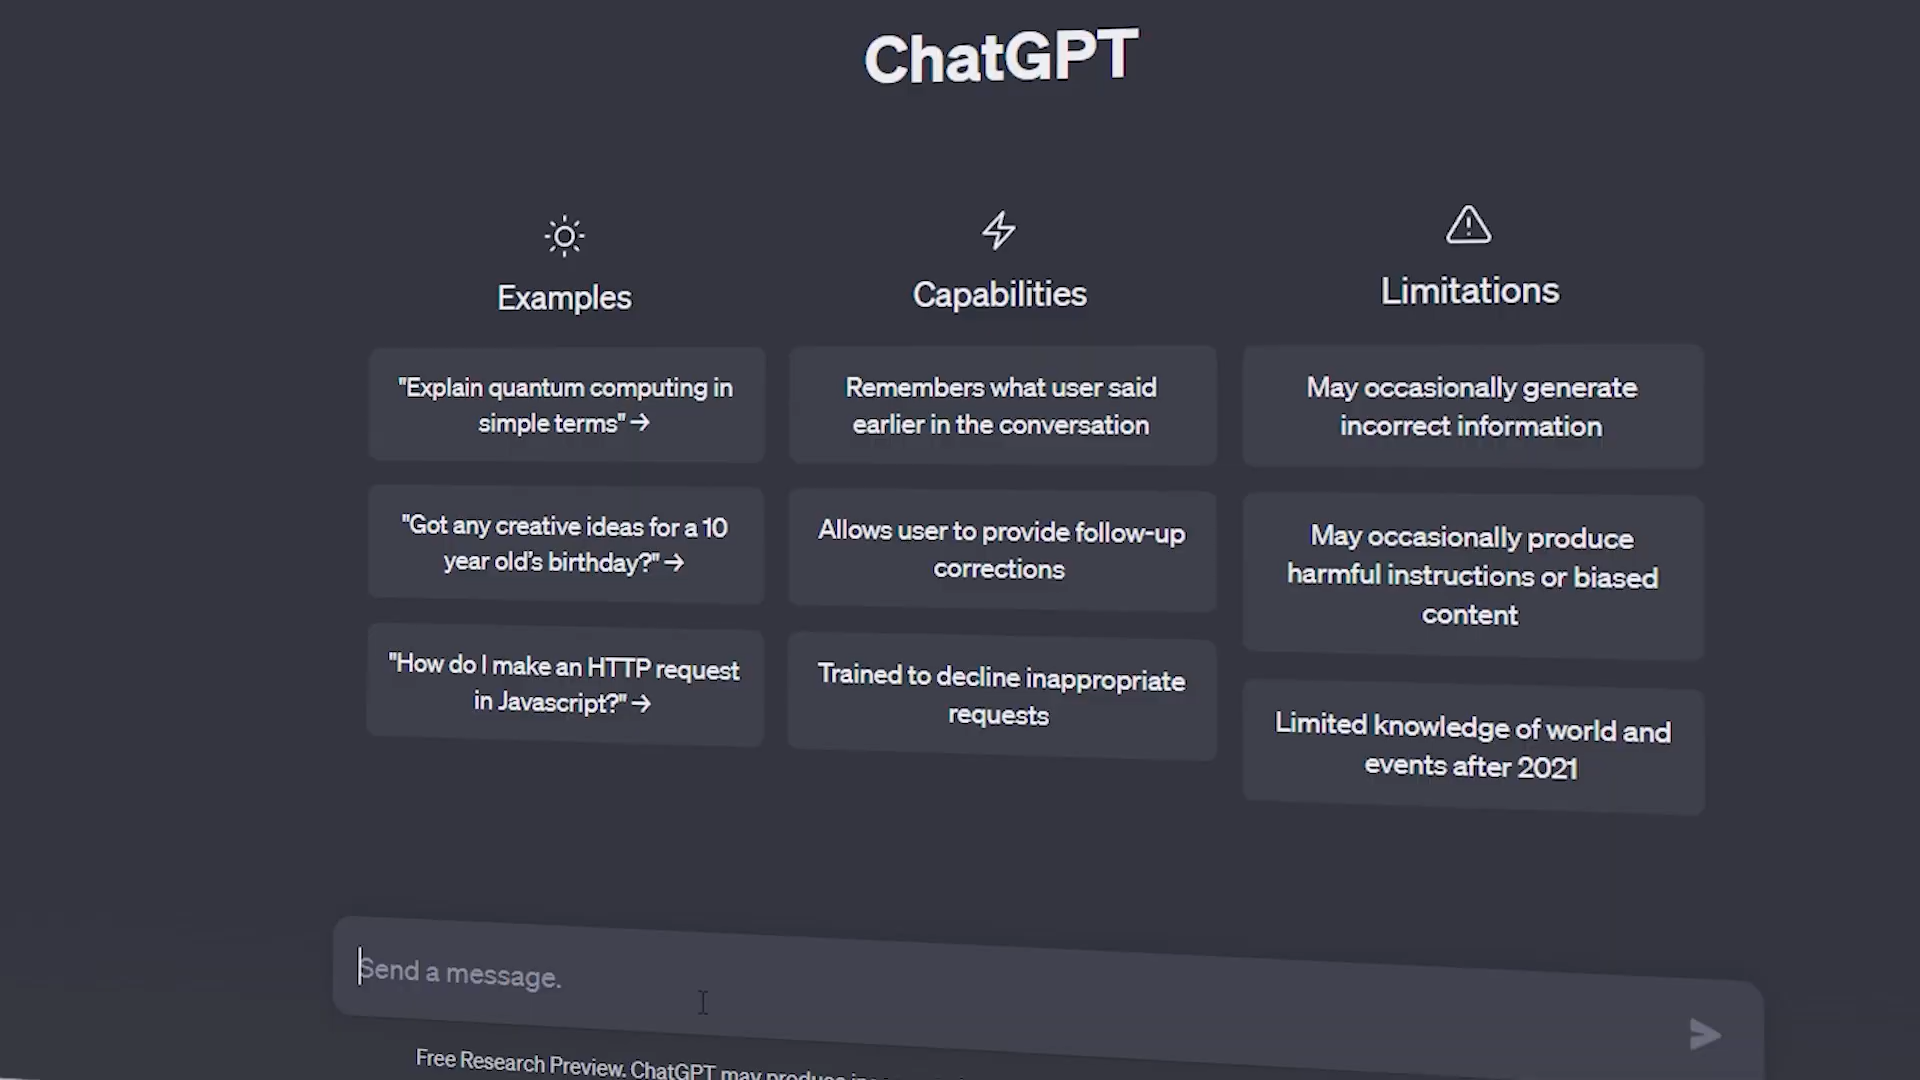 ChatGPT
Examples
"Explain quantum computing in
simple terms" →
"Got any creative ideas for a 10
year old's birthday?" →
"How do I make an HTTP request
in Javascript?" →
Capabilities
Remembers what user said
earlier in the conversation
Allows user to provide follow-up
corrections
Trained to decline inappropriate
requests
Limitations
May occasionally generate
incorrect information
May occasionally produce
harmful instructions or biased
content
Limited knowledge of world and
events after 2021
Send a message.
Free Research Preview. ChatGPT may produce